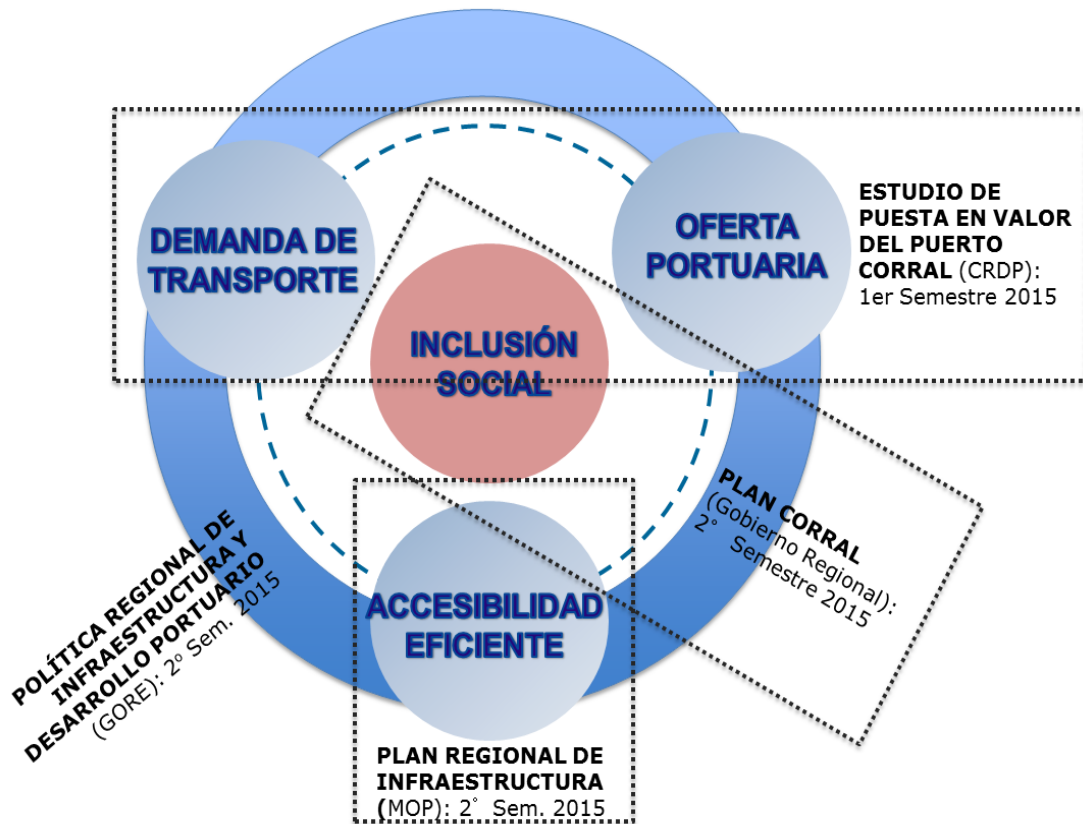 DEMANDA DE
TRANSPORTE
OFERTA
PORTUARIA
ESTUDIO DE
PUESTA EN VALOR
DEL PUERTO
CORRAL (CRDP):
1er Semestre 2015
INCLUSIÓN
SOCIAL
PLAN CORRAL
(Gobierno Regional):
2° Semestre 2015
POLÍTICA REGIONAL DE
INFRAESTRUCTURA Y
DESARROLLO PORTUARIO
(GORE): 2º Sem. 2015
ACCESIBILIDAD
EFICIENTE
PLAN REGIONAL DE
INFRAESTRUCTURA
(MOP): 2° Sem. 2015